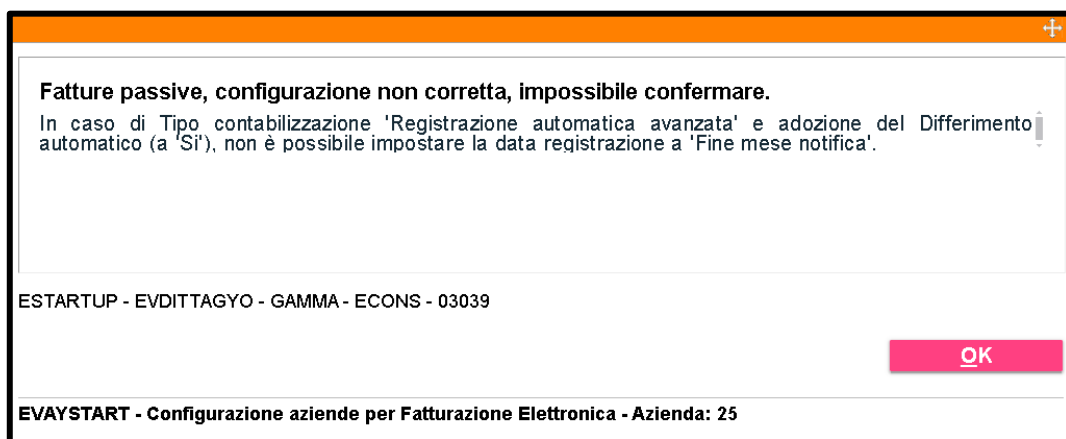 Fatture passive, configurazione non corretta, impossibile confermare.
In caso di Tipo contabilizzazione 'Registrazione automatica avanzata' e adozione del Differimento
automatico (a 'Si'), non è possibile impostare la data registrazione a 'Fine mese notifica'.
ESTARTUP - EVDITTAGYO - GAMMA - ECONS - 03039
OK
EVAYSTART - Configurazione aziende per Fatturazione Elettronica - Azienda: 25